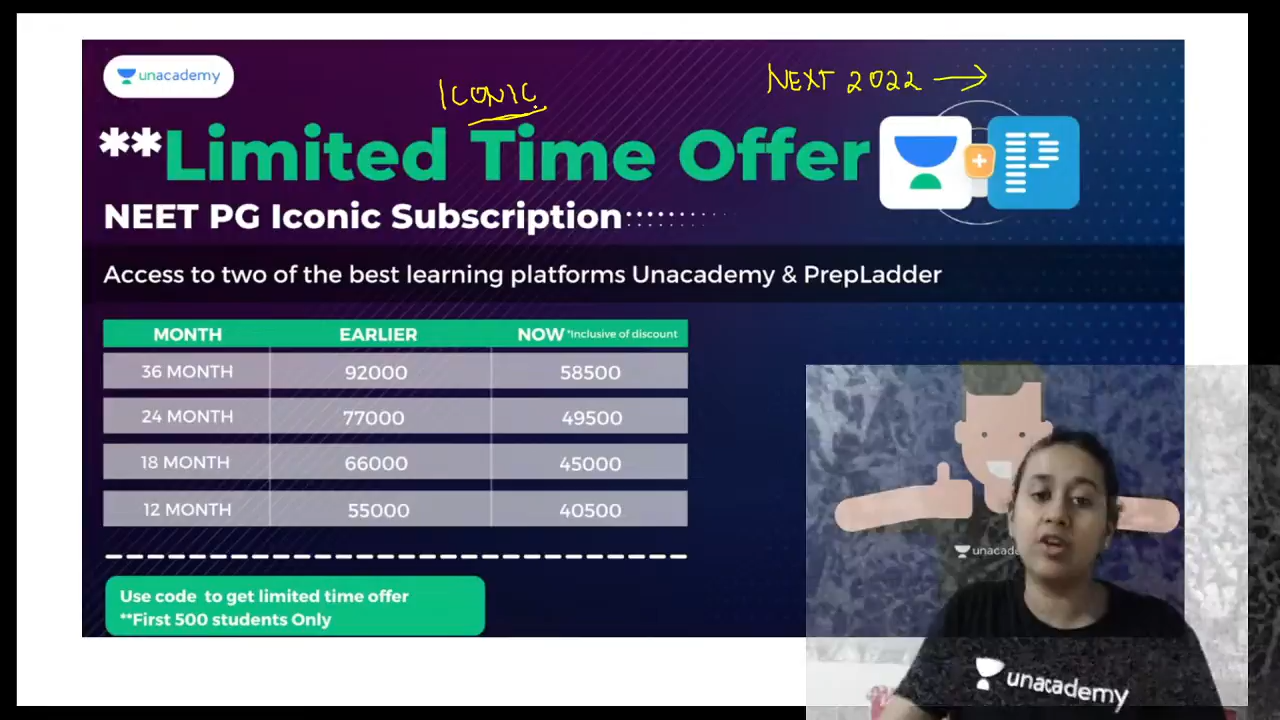 unacademy
ICONIC
NEXT 2022 →
**Limited Time Offer
NEET PG Iconic Subscription
Access to two of the best learning platforms Unacademy & PrepLadder
MONTH EARLIER NOW *Inclusive of discount
36 MONTH 92000 58500
24 MONTH 77000 49500
18 MONTH 66000 45000
12 MONTH 55000 40500
Use code to get limited time offer
**First 500 students Only
unacade
unacademy